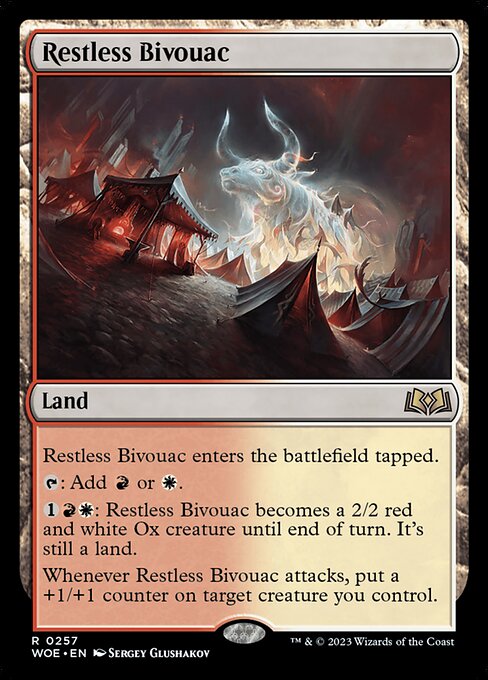 Restless Bivouac
Land
Restless Bivouac enters the battlefield tapped.
: Add or .
1 : Restless Bivouac becomes a 2/2 red
and white Ox creature until end of turn. It's
still a land.
Whenever Restless Bivouac attacks, put a
+1/+1 counter on target creature you control.
R 0257
WOE • EN SERGEY GLUSHAKOV
™ & © 2023 Wizards of the Coast